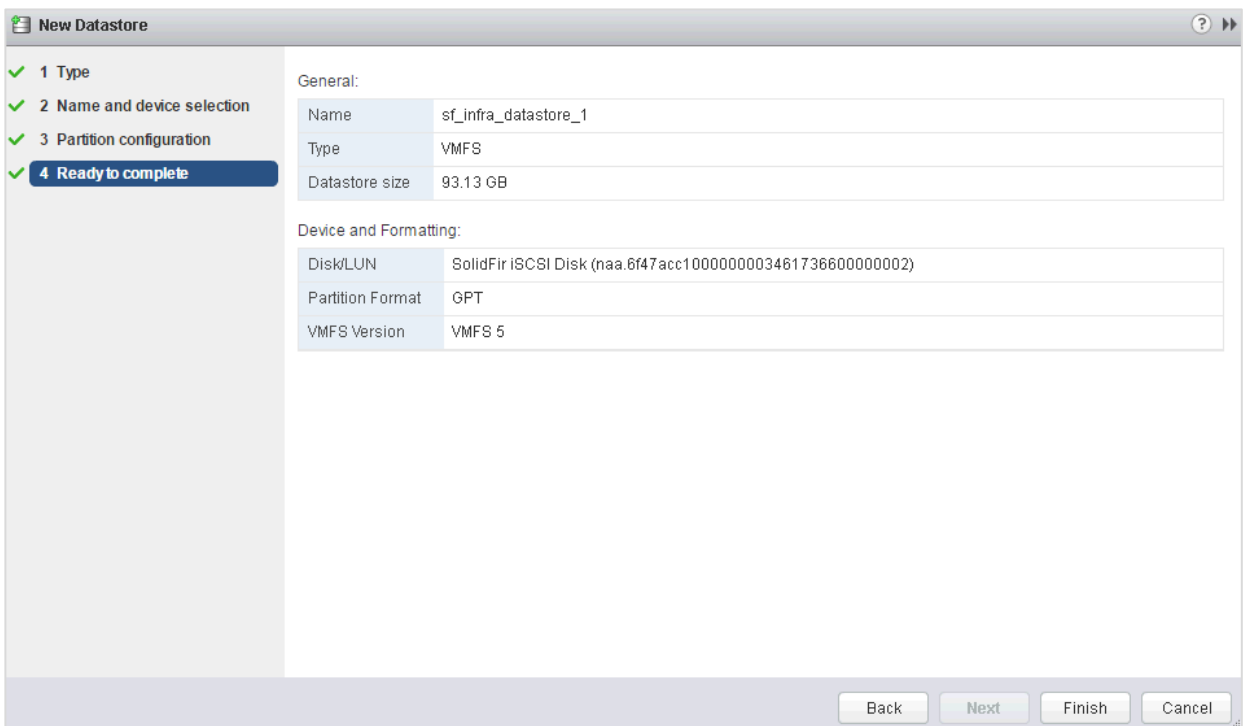 New Datastore
1 Type
2 Name and device selection
3 Partition configuration
4 Ready to complete
General:
Name sf_infra_datastore_1
Type VMFS
Datastore size 93.13 GB
Device and Formatting:
Disk/LUN SolidFir iSCSI Disk (naa.6f47acc1000000003461736600000002)
Partition Format GPT
VMFS Version VMFS 5
Back Next Finish Cancel